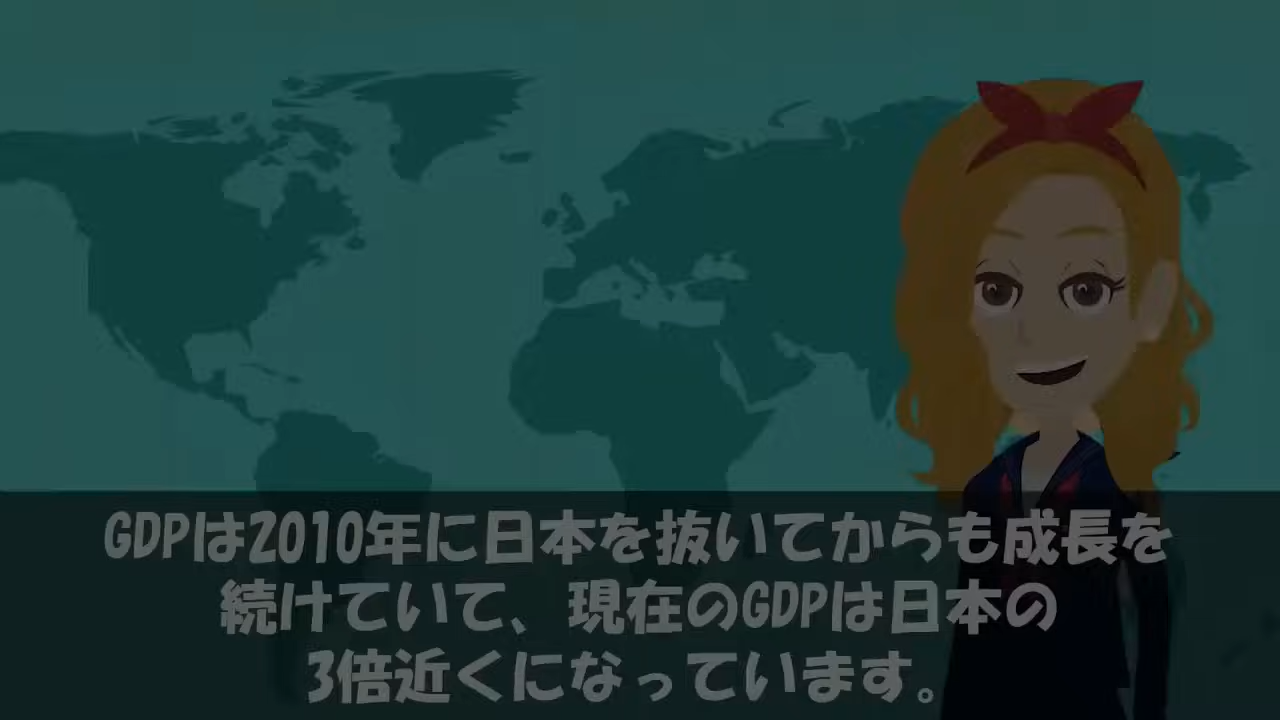 GDPは2010年に日本を抜いてからも成長を
続けていて、現在のGDPは日本の
3倍近くになっています。